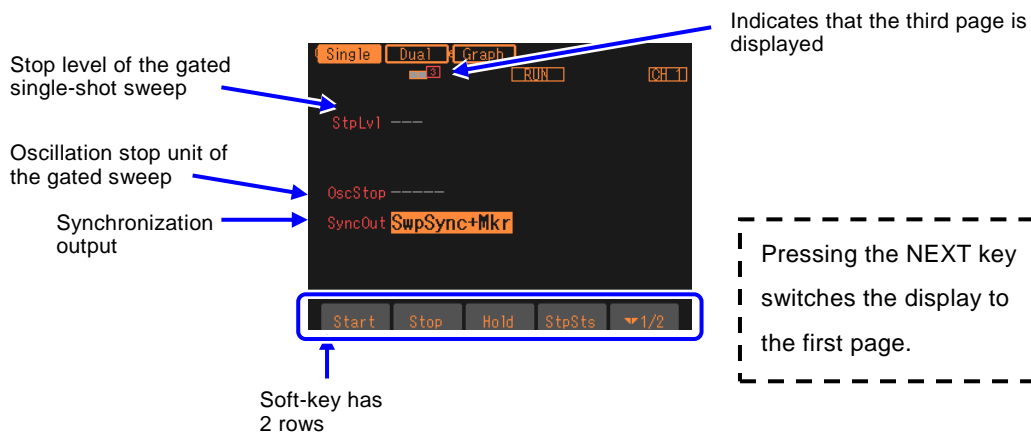 Indicates that the third page is
displayed
Single Dual Graph
3 RUN CH 1
Stop level of the gated
single-shot sweep
StpLvl ---
Oscillation stop unit of
the gated sweep
OscStop -----
Synchronization
output
SyncOut SwpSync+Mkr
Pressing the NEXT key
switches the display to
the first page.
Start Stop Hold StpSts ▼1/2
Soft-key has
2 rows